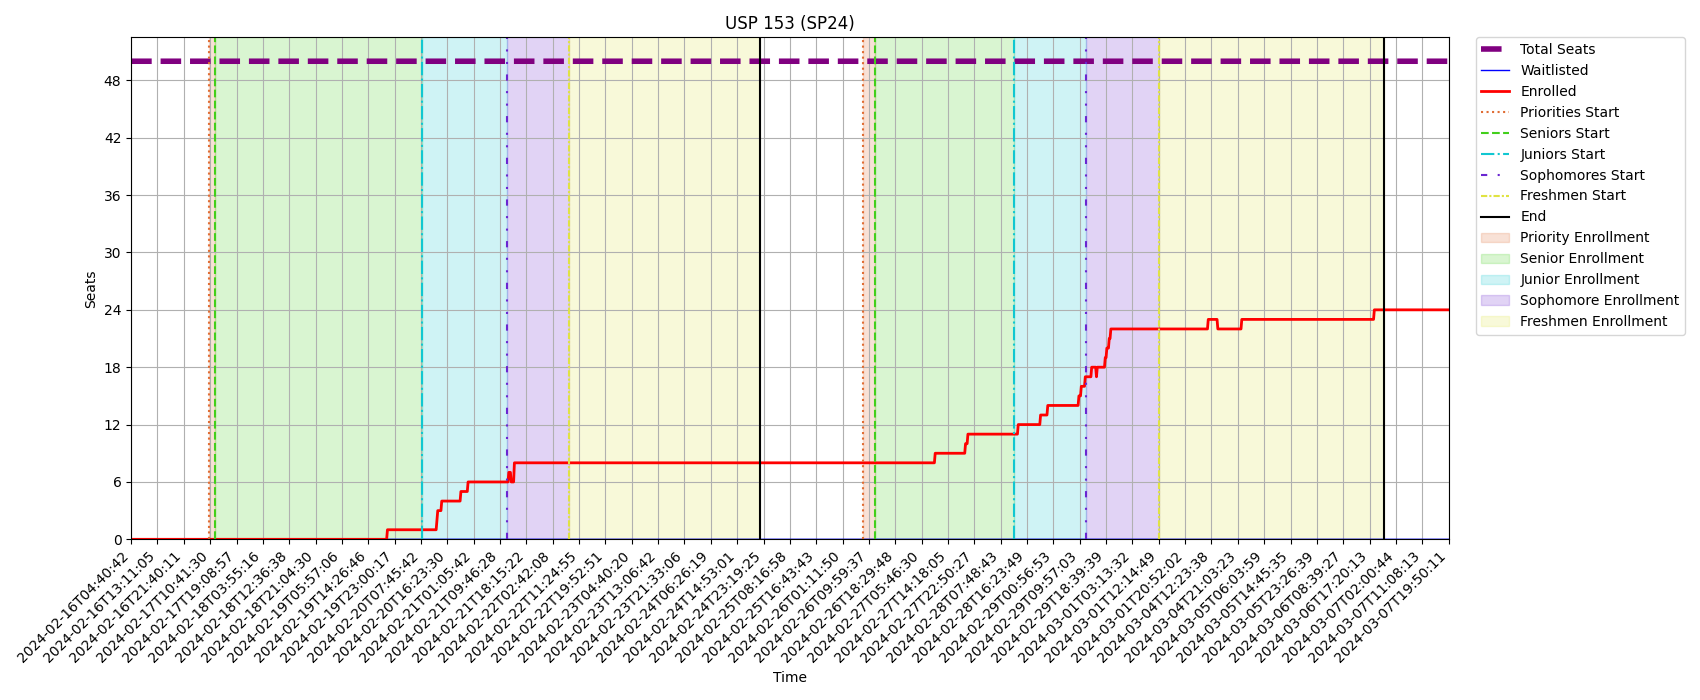 USP 153 (SP24)
Seats
48
42
36
30
24
18
12
6
0
2024-02-16T04:40:42
2024-02-16T13:11:05
2024-02-16T21:40:11
2024-02-17T10:41:30
2024-02-17T19:08:57
2024-02-18T03:55:16
2024-02-18T12:36:38
2024-02-18T21:04:30
2024-02-19T05:57:06
2024-02-19T14:26:46
2024-02-19T23:00:17
2024-02-20T07:45:42
2024-02-20T16:23:30
2024-02-21T01:05:42
2024-02-21T09:46:28
2024-02-21T18:15:22
2024-02-22T02:42:08
2024-02-22T11:24:55
2024-02-22T19:52:51
2024-02-23T04:40:20
2024-02-23T13:06:42
2024-02-23T21:33:06
2024-02-24T06:26:19
2024-02-24T14:53:01
2024-02-24T23:19:25
2024-02-25T08:16:58
2024-02-25T16:43:43
2024-02-26T01:11:50
2024-02-26T09:59:37
2024-02-26T18:29:48
2024-02-27T05:46:30
2024-02-27T14:18:05
2024-02-27T22:50:27
2024-02-28T07:48:43
2024-02-28T16:23:49
2024-02-29T00:56:53
2024-02-29T09:57:03
2024-02-29T18:39:39
2024-03-01T03:13:32
2024-03-01T12:14:49
2024-03-01T20:52:02
2024-03-04T12:23:38
2024-03-04T21:03:23
2024-03-05T06:03:59
2024-03-05T14:45:35
2024-03-05T23:26:39
2024-03-06T08:39:27
2024-03-06T17:20:13
2024-03-07T02:00:44
2024-03-07T11:08:13
2024-03-07T19:50:11
Time
Total Seats
Waitlisted
Enrolled
Priorities Start
Seniors Start
Juniors Start
Sophomores Start
Freshmen Start
End
Priority Enrollment
Senior Enrollment
Junior Enrollment
Sophomore Enrollment
Freshmen Enrollment